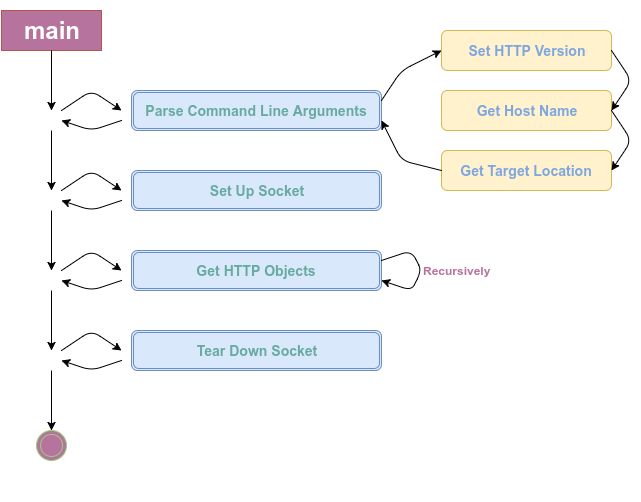 main
Set HTTP Version
Parse Command Line Arguments
Get Host Name
Get Target Location
Set Up Socket
Get HTTP Objects
Recursively
Tear Down Socket